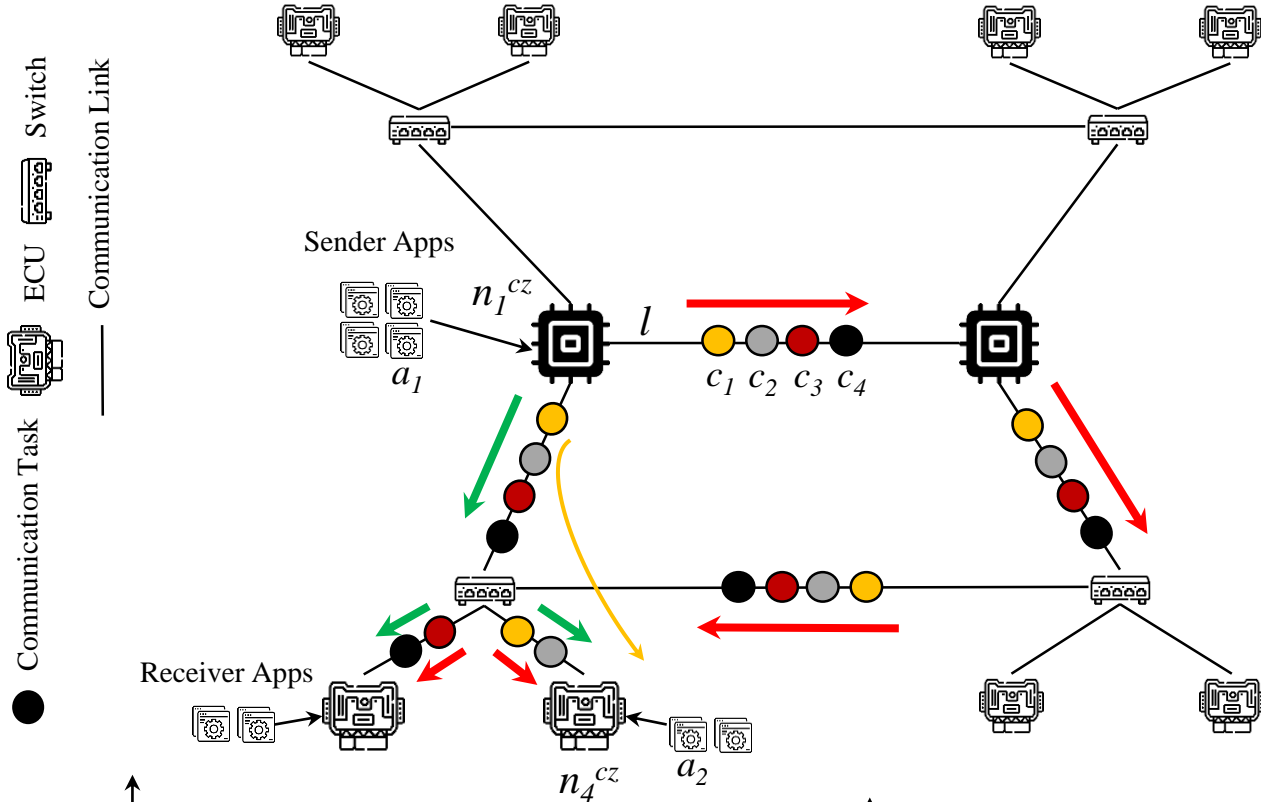 Communication Task
ECU
Switch
Communication Link
Sender Apps
a₁
n₁ᶜᶻ
l
c₁ c₂ c₃ c₄
Receiver Apps
n₄ᶜᶻ
a₂